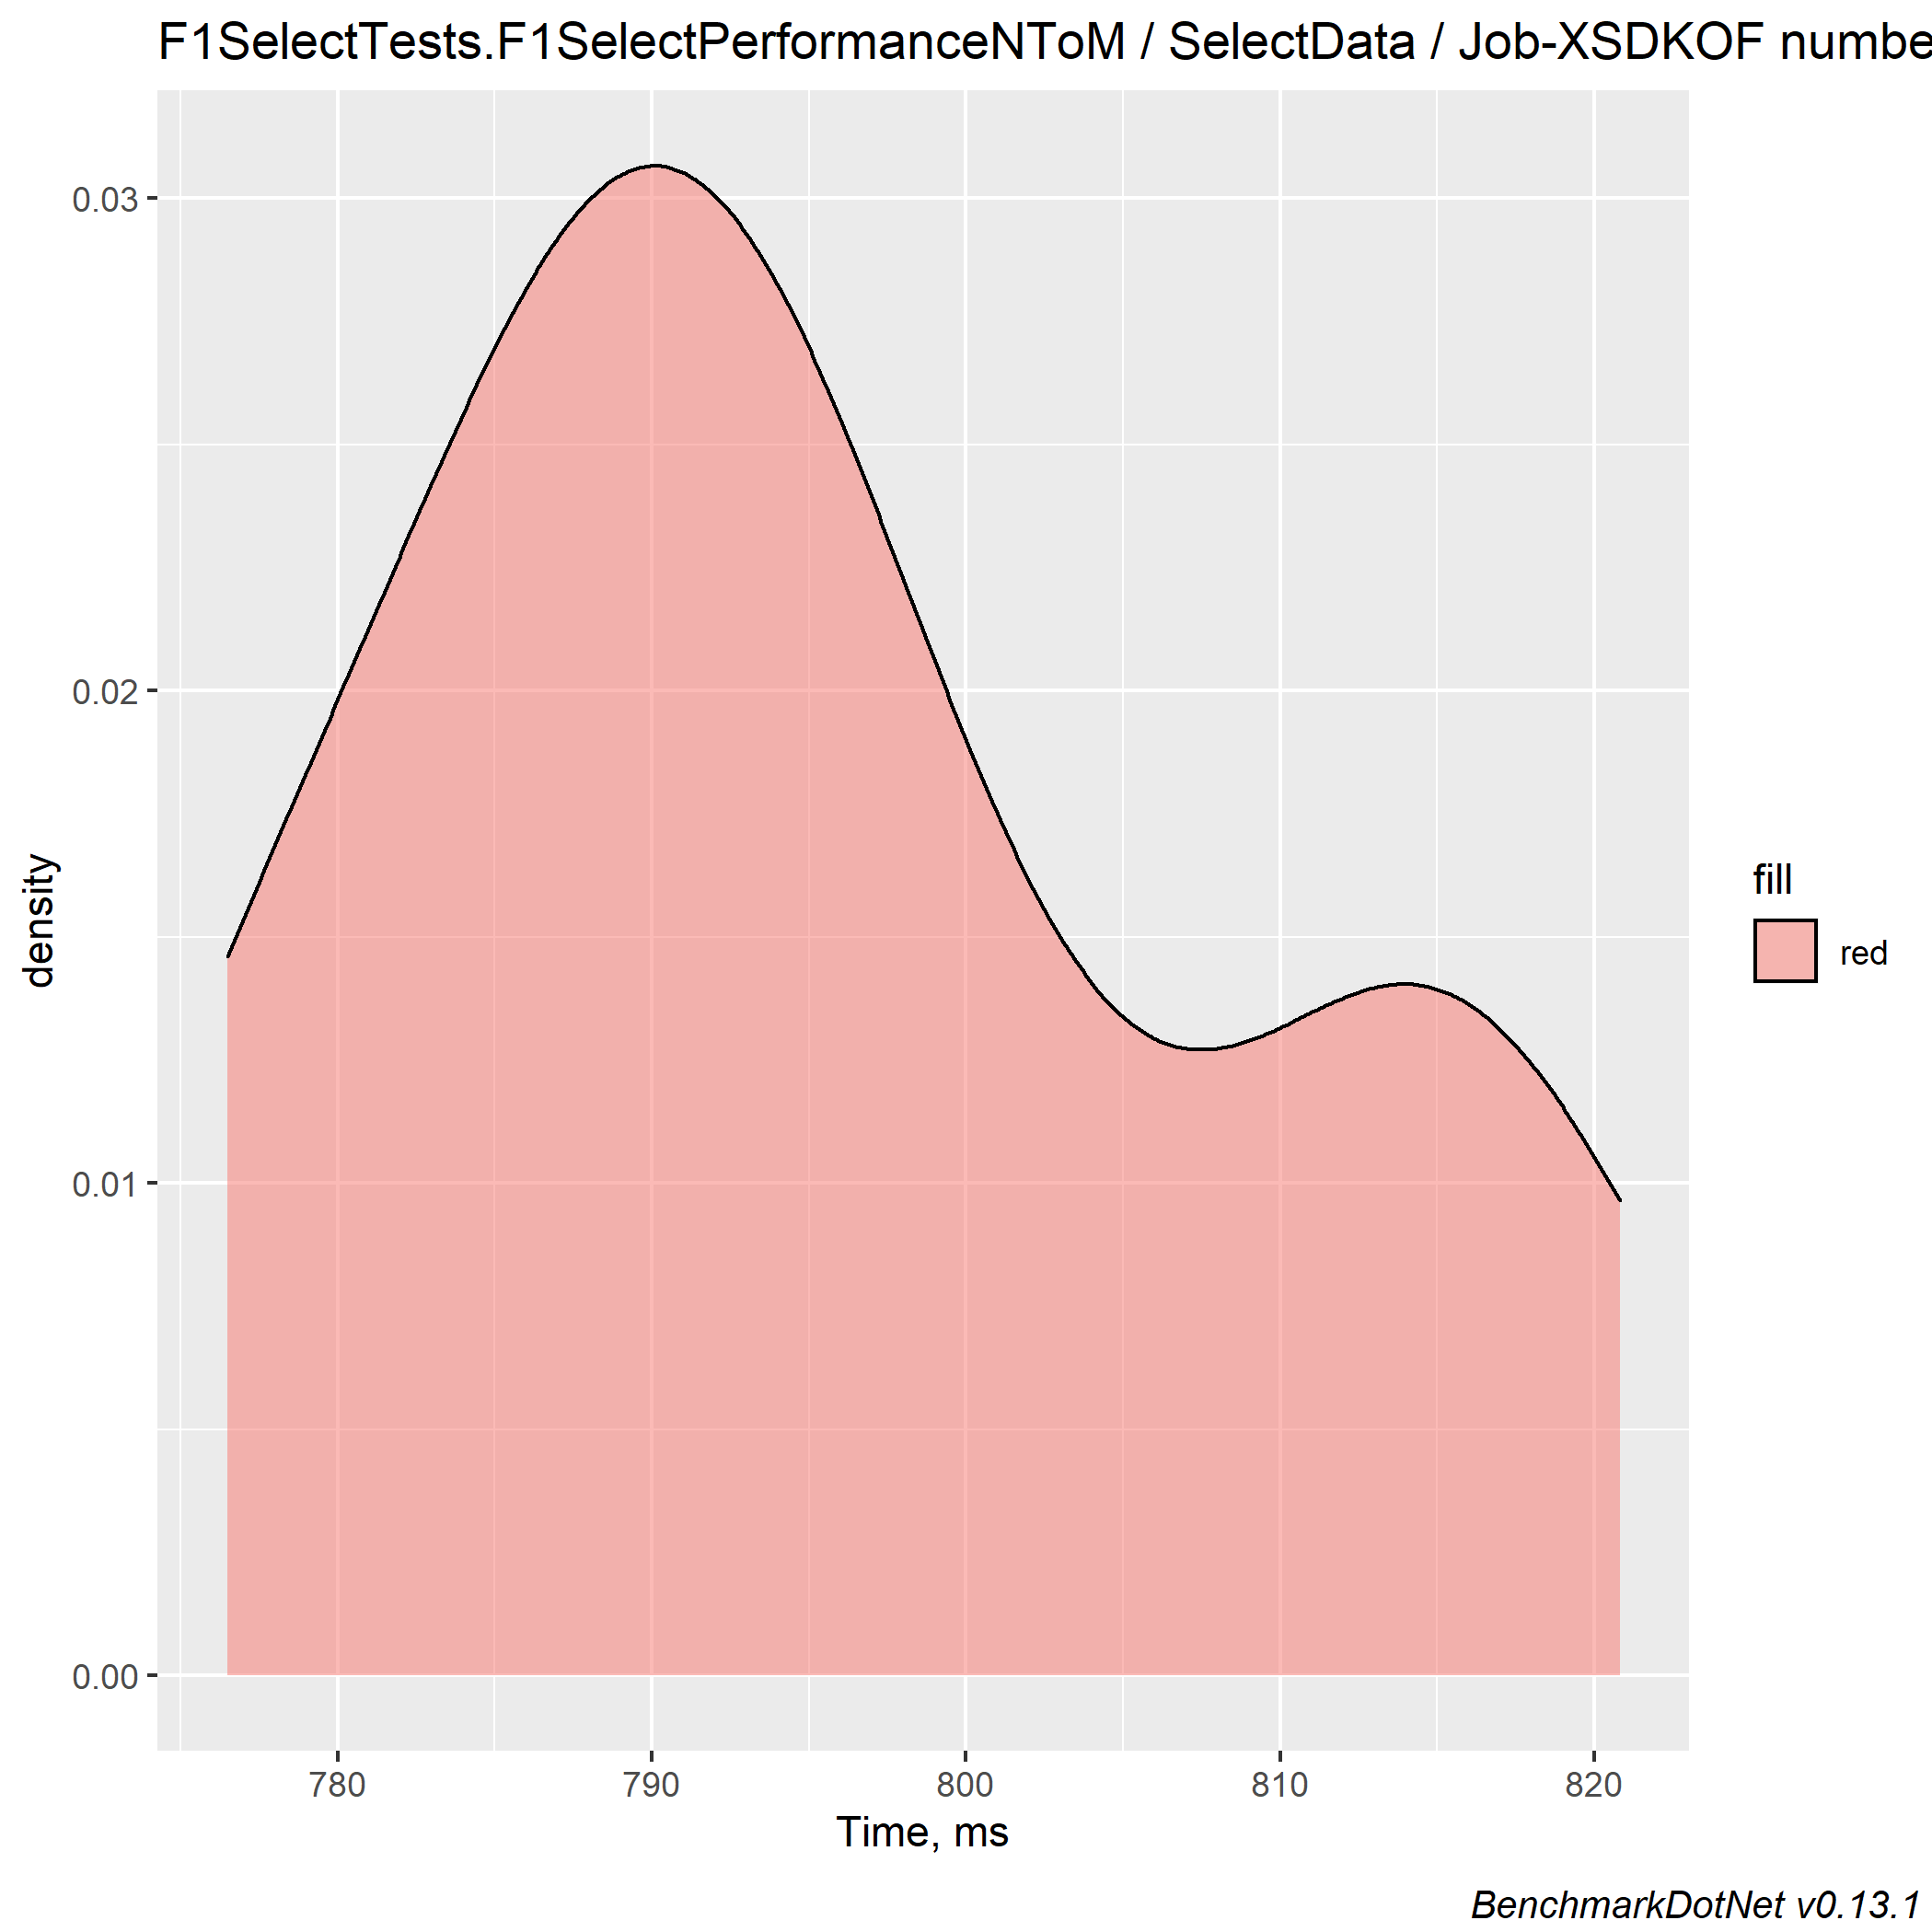 F1SelectTests.F1SelectPerformanceNToM / SelectData / Job-XSDKOF numbe
0.03
0.02
0.01
0.00
density
780 790 800 810 820
Time, ms
fill
red
BenchmarkDotNet v0.13.1